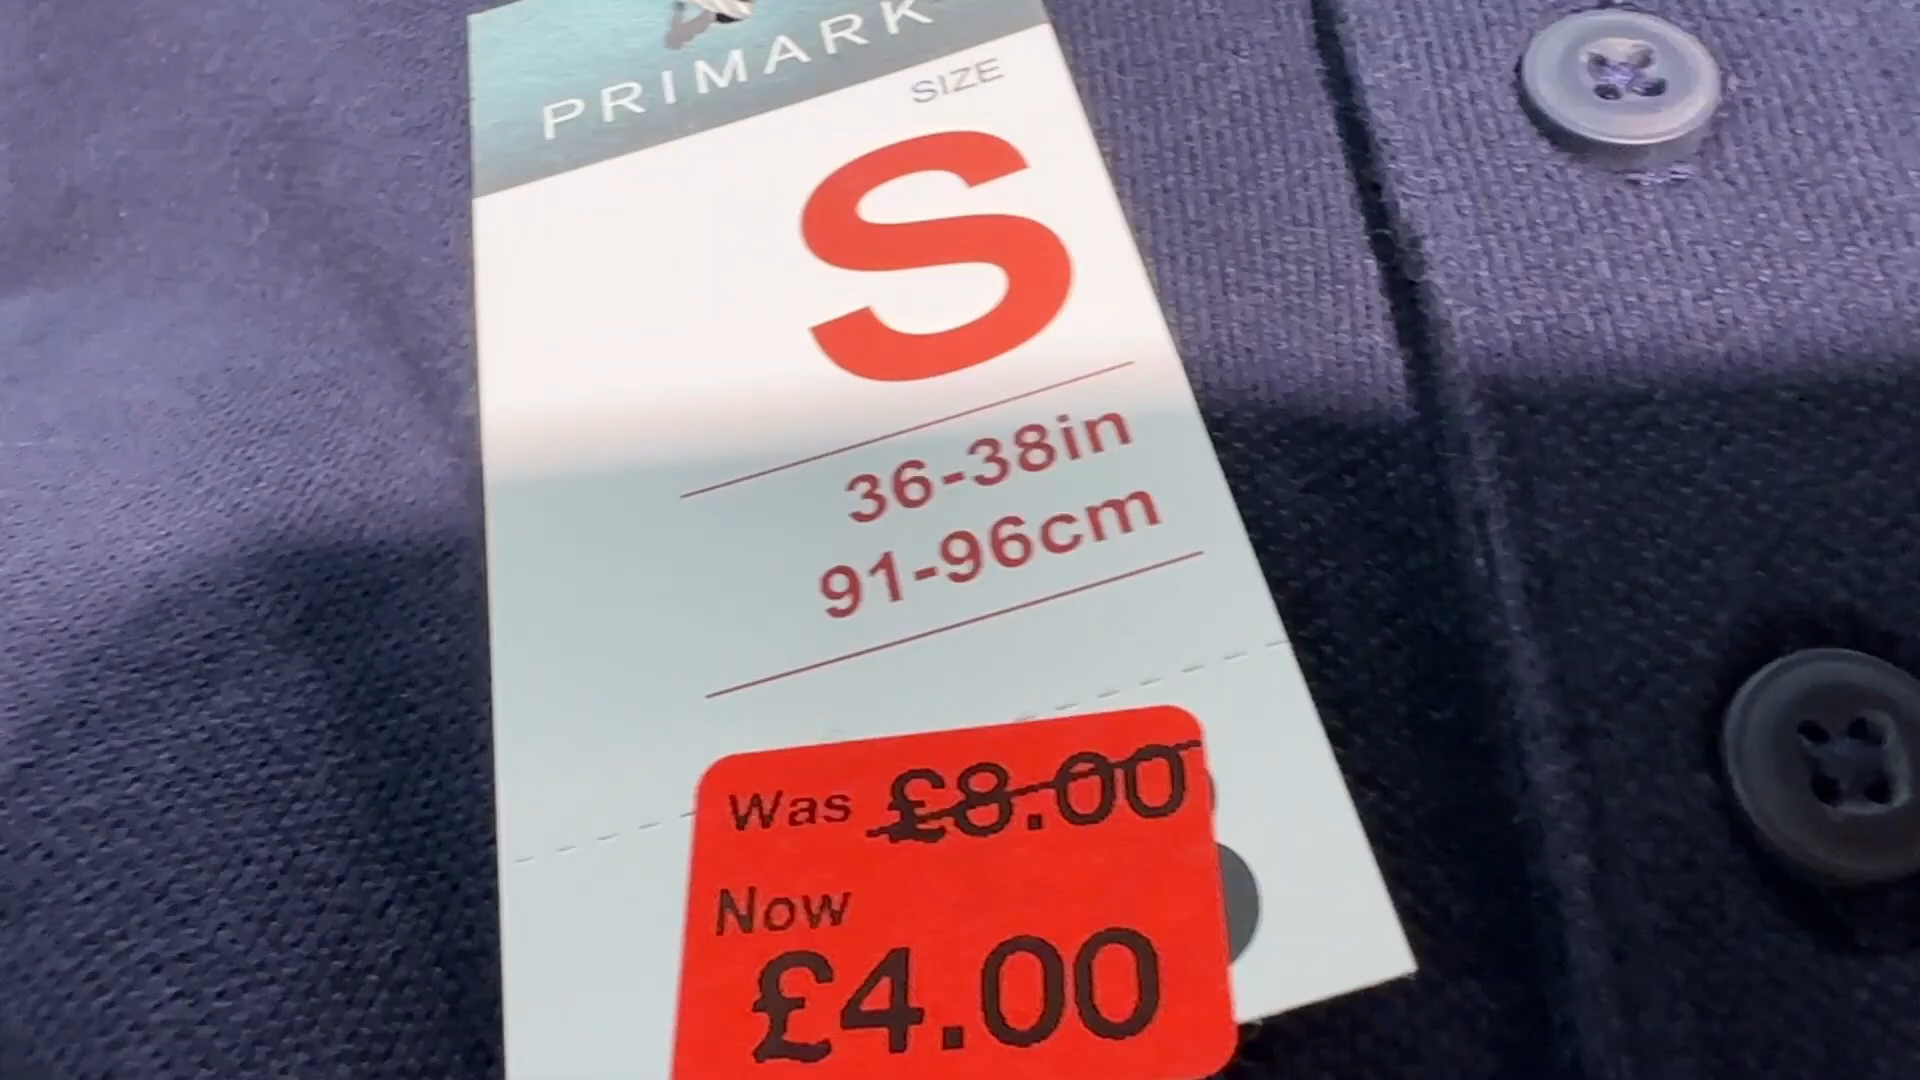 PRIMARK
SIZE
S
36-38in
91-96cm
Was £8.00
Now
£4.00